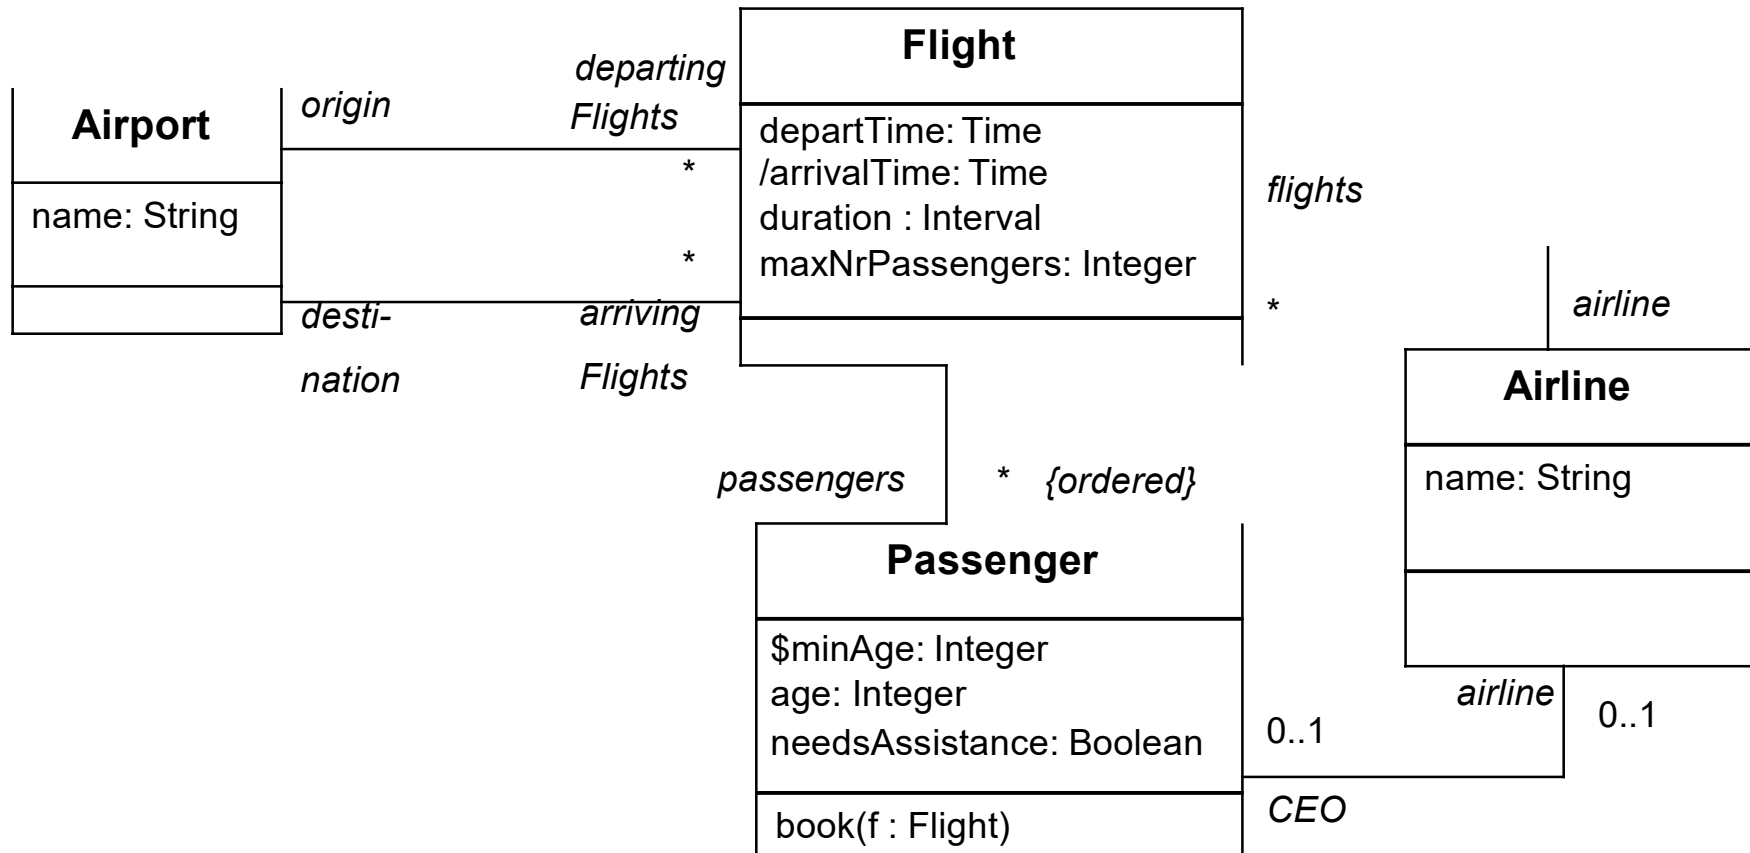 Airport
name: String
origin
departing
Flights
*
*
desti-
nation
arriving
Flights
Flight
departTime: Time
/arrivalTime: Time
duration : Interval
maxNrPassengers: Integer
flights
*
airline
Airline
name: String
passengers
* {ordered}
Passenger
$minAge: Integer
age: Integer
needsAssistance: Boolean
book(f : Flight)
0..1
CEO
airline
0..1